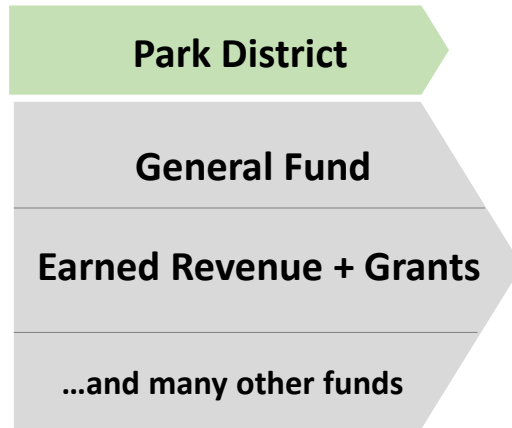 Park District
General Fund
Earned Revenue + Grants
...and many other funds